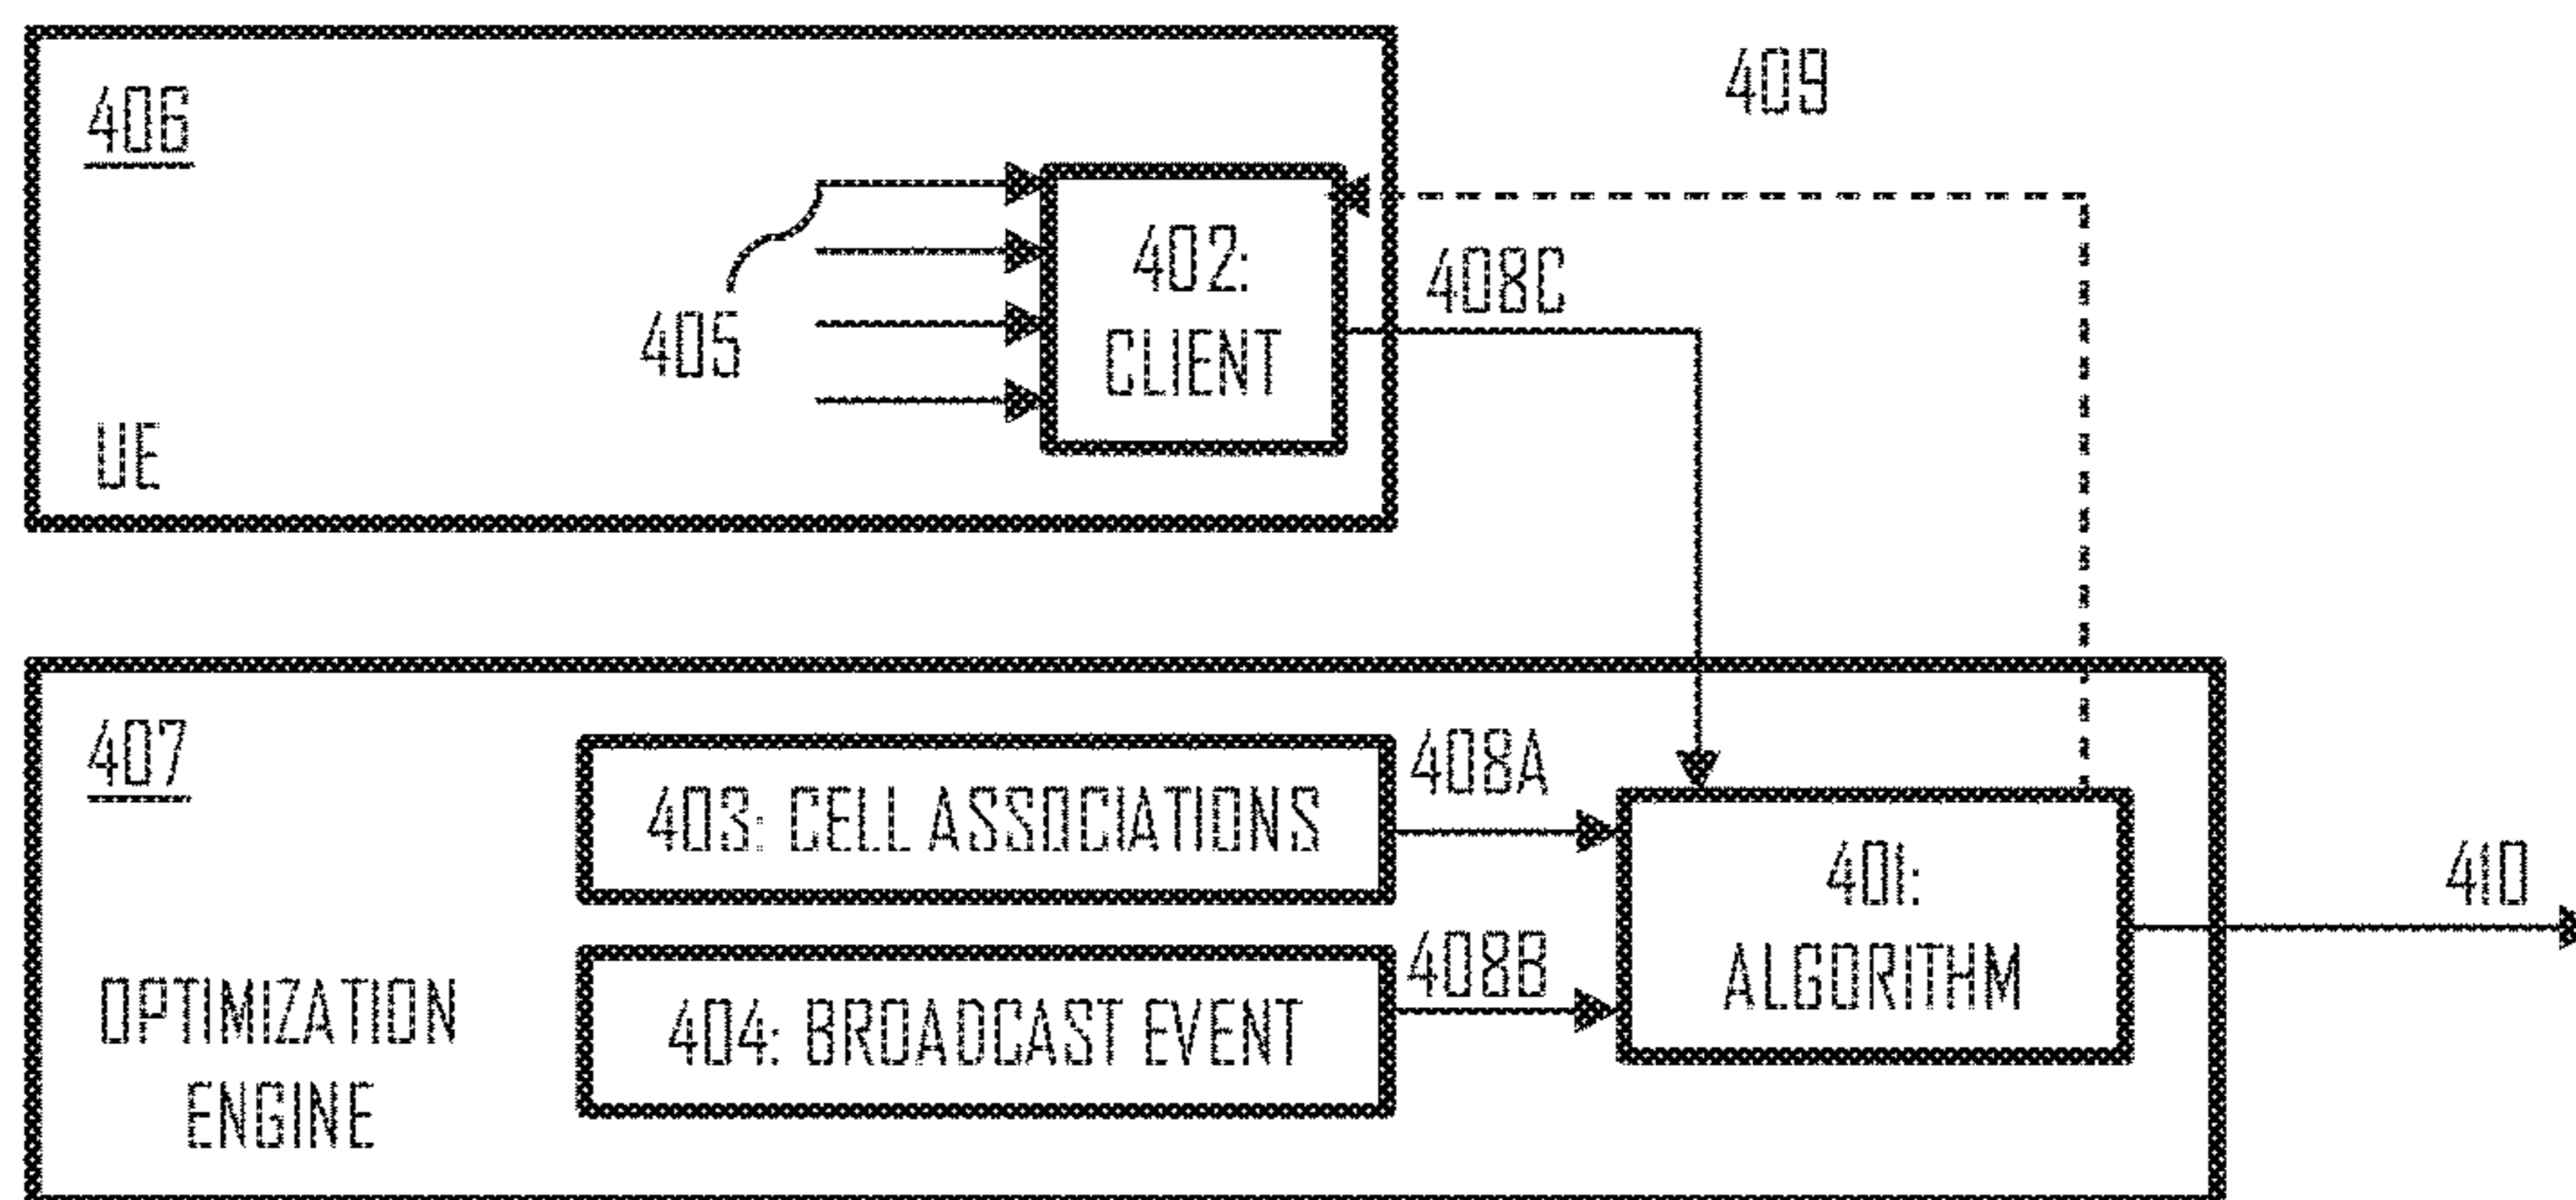 406
409
402:
CLIENT
408C
405
UE
407
408A
403: CELL ASSOCIATIONS
401:
ALGORITHM
410
408B
404: BROADCAST EVENT
OPTIMIZATION
ENGINE